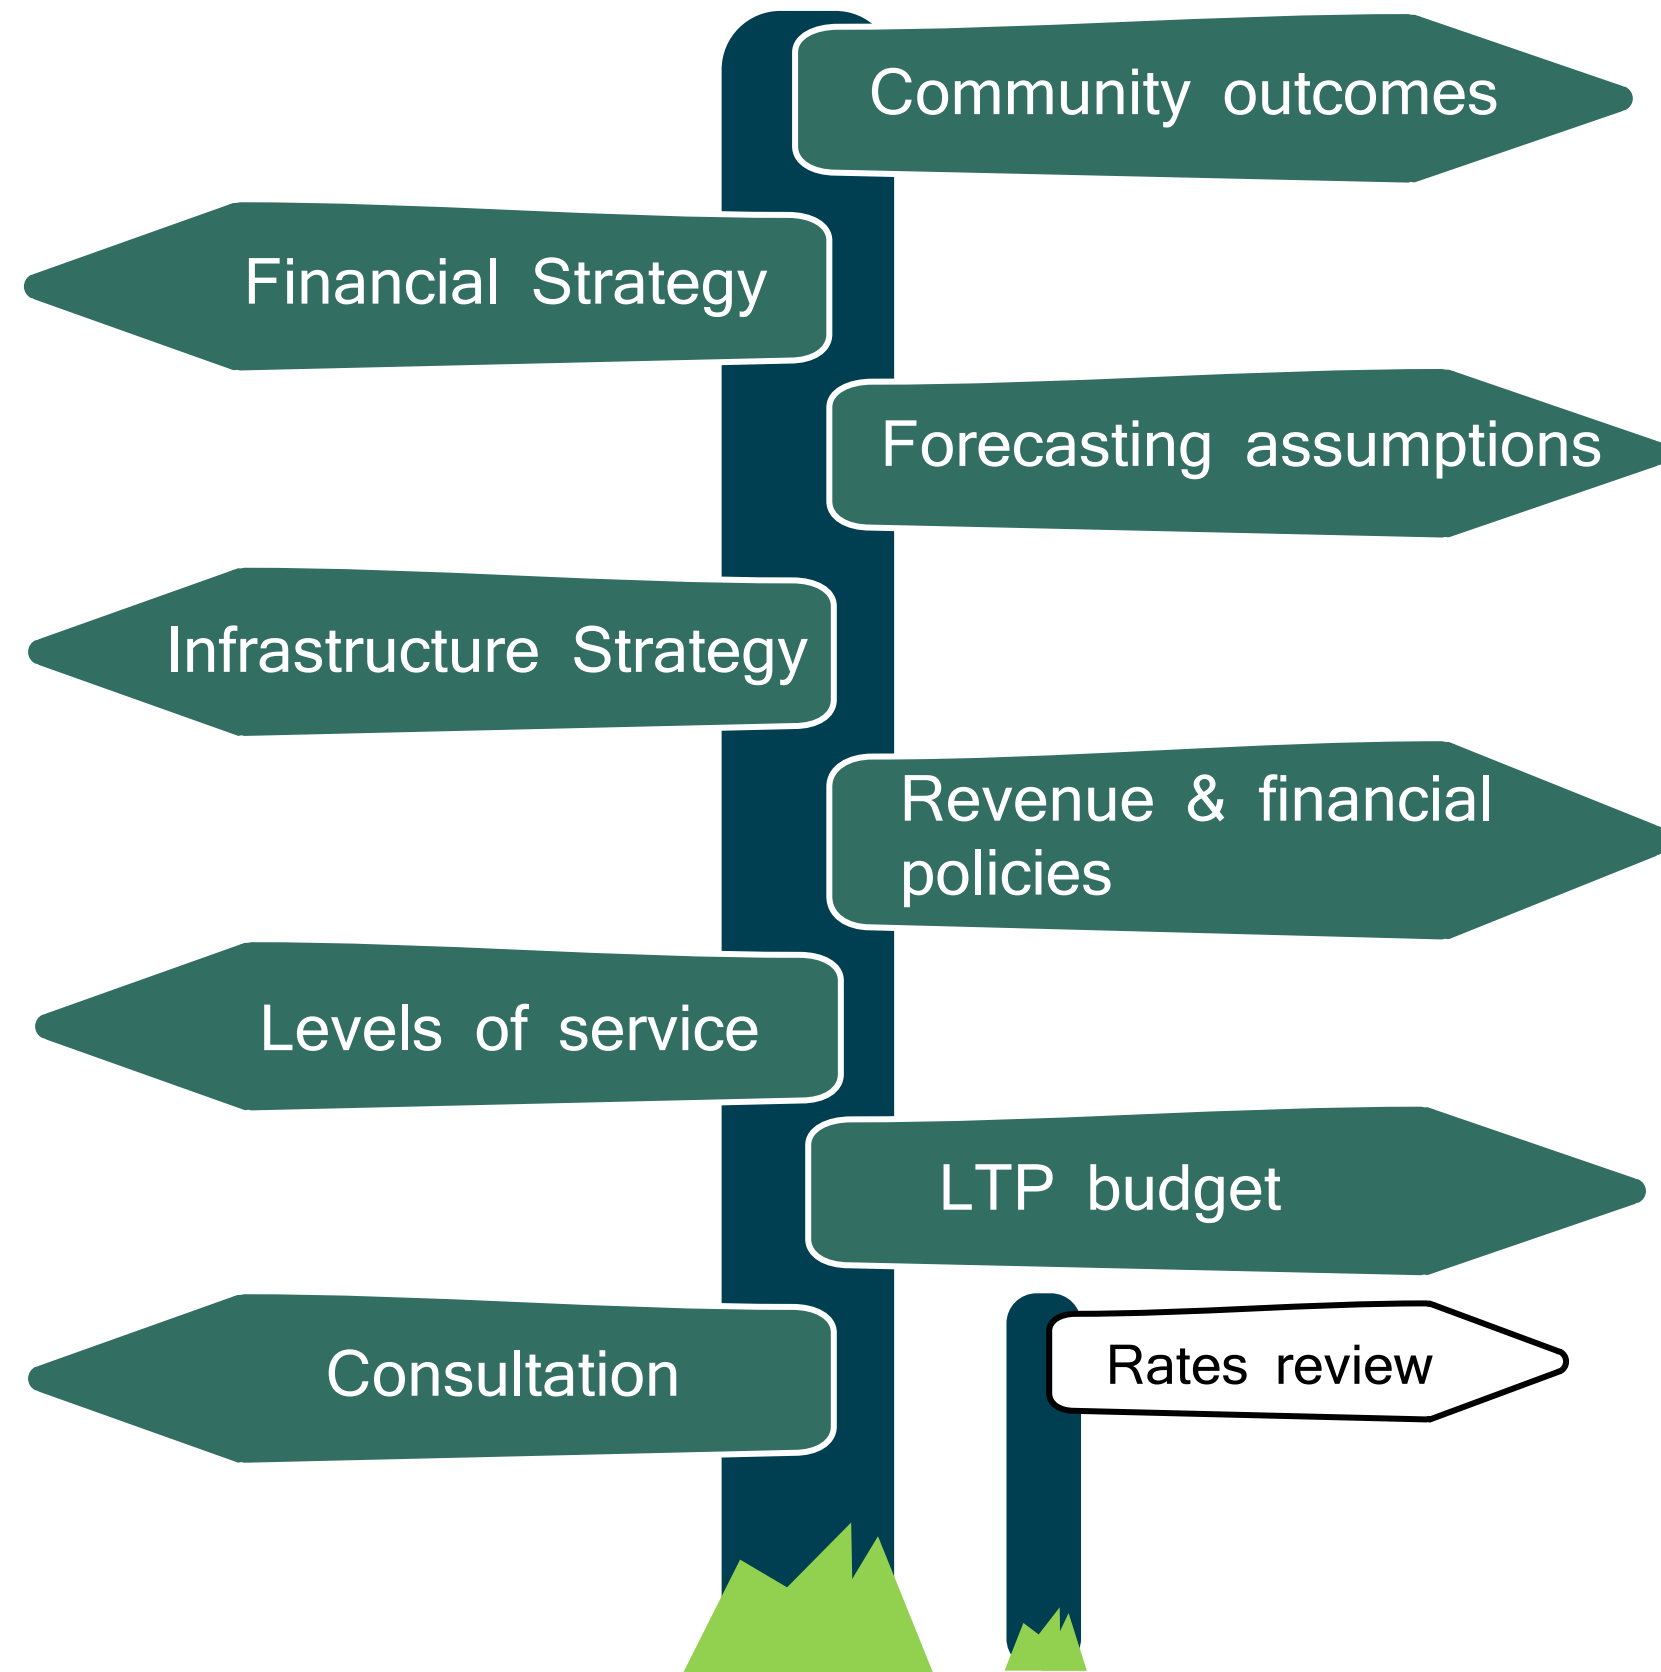 Community outcomes
Financial Strategy
Forecasting assumptions
Infrastructure Strategy
Revenue & financial
policies
Levels of service
LTP budget
Consultation
Rates review